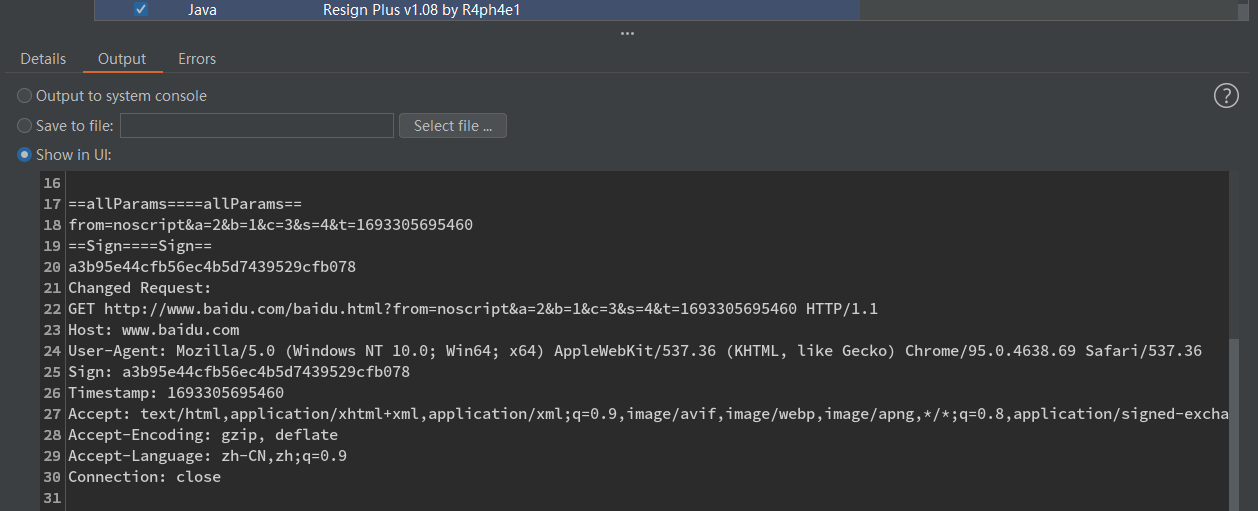 Java Resign Plus v1.08 by R4ph4e1
Details Output Errors
Output to system console
?
Save to file: Select file ...
Show in UI:
16
17 ==allParams====allParams==
18 from=noscript&a=2&b=1&c=3&s=4&t=1693305695460
19 ==Sign====Sign==
20 a3b95e44cfb56ec4b5d7439529cfb078
21 Changed Request:
22 GET http://www.baidu.com/baidu.html?from=noscript&a=2&b=1&c=3&s=4&t=1693305695460 HTTP/1.1
23 Host: www.baidu.com
24 User-Agent: Mozilla/5.0 (Windows NT 10.0; Win64; x64) AppleWebKit/537.36 (KHTML, like Gecko) Chrome/95.0.4638.69 Safari/537.36
25 Sign: a3b95e44cfb56ec4b5d7439529cfb078
26 Timestamp: 1693305695460
27 Accept: text/html,application/xhtml+xml,application/xml;q=0.9,image/avif,image/webp,image/apng,*/*;q=0.8,application/signed-excha
28 Accept-Encoding: gzip, deflate
29 Accept-Language: zh-CN,zh;q=0.9
30 Connection: close
31